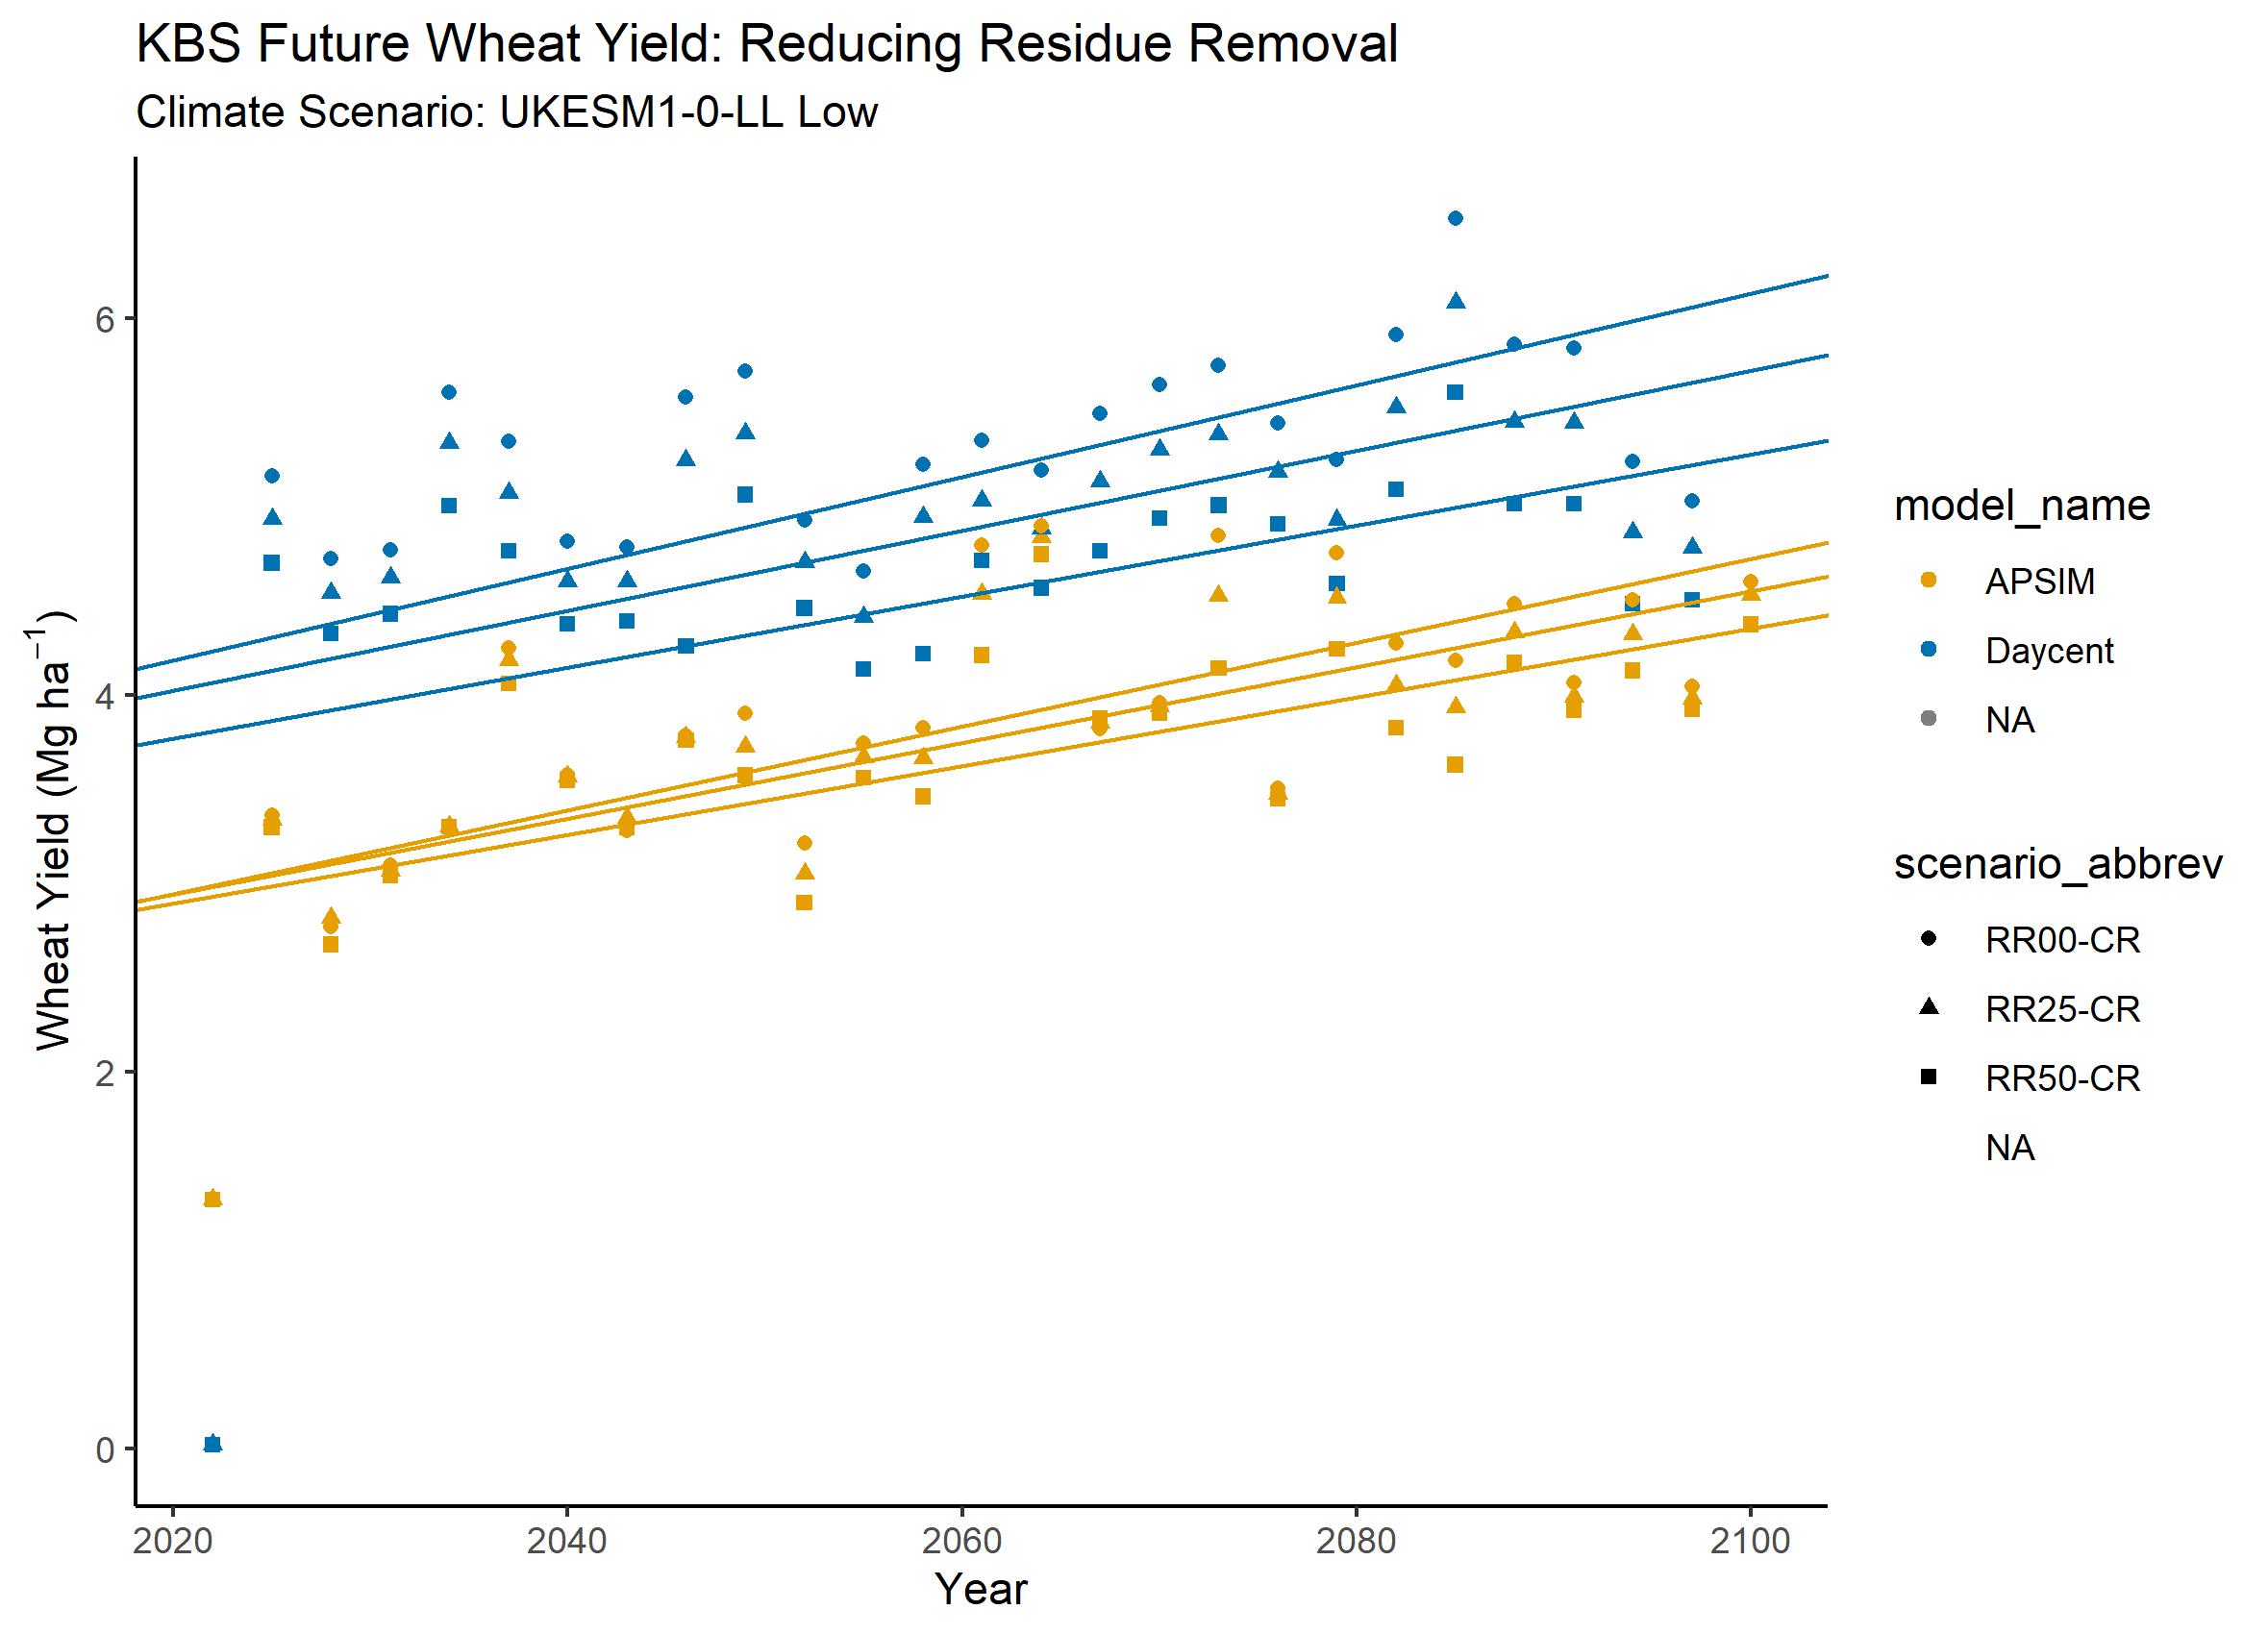 KBS Future Wheat Yield: Reducing Residue Removal
Climate Scenario: UKESM1-0-LL Low
Wheat Yield (Mg ha⁻¹)
6
4
2
0
2020
2040
2060
2080
2100
Year
model_name
APSIM
Daycent
NA
scenario_abbrev
RR00-CR
RR25-CR
RR50-CR
NA